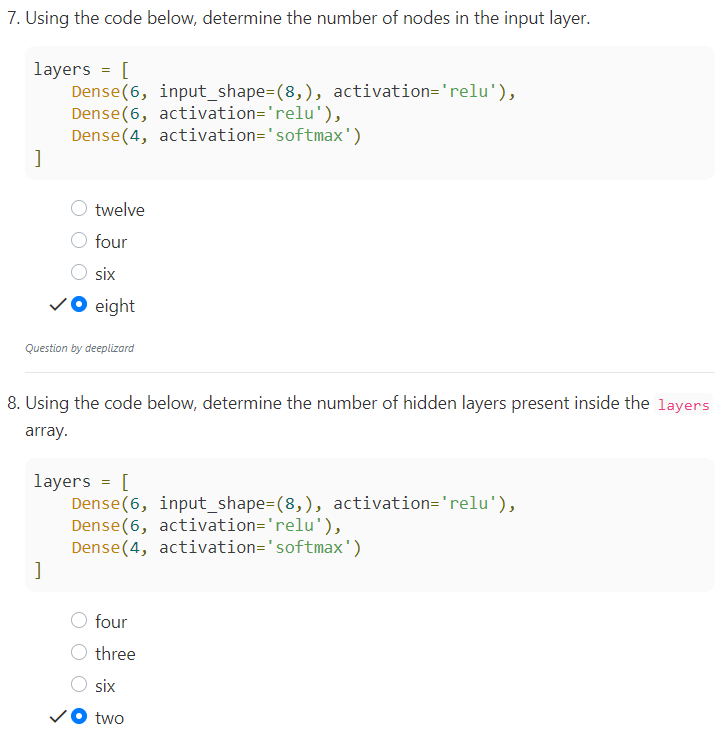 7. Using the code below, determine the number of nodes in the input layer.
layers = [
    Dense(6, input_shape=(8,), activation='relu'),
    Dense(6, activation='relu'),
    Dense(4, activation='softmax')
]
twelve
four
six
eight
Question by deeplizard
8. Using the code below, determine the number of hidden layers present inside the layers
array.
layers = [
    Dense(6, input_shape=(8,), activation='relu'),
    Dense(6, activation='relu'),
    Dense(4, activation='softmax')
]
four
three
six
two